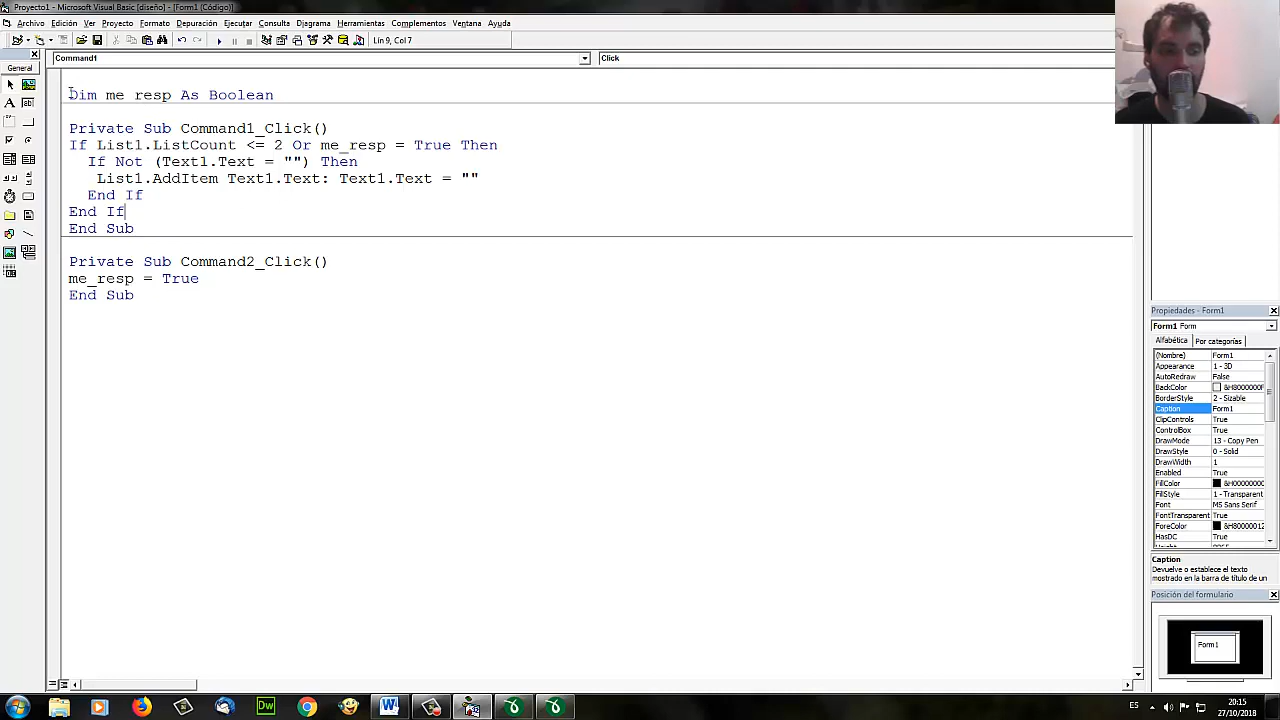 Proyecto1 - Microsoft Visual Basic [diseño] - [Form1 (Código)]
Archivo Edición Ver Proyecto Formato Depuración Ejecutar Consulta Diagrama Herramientas Complementos Ventana Ayuda
Lín 9, Col 7
General
Command1 Click
Dim me_resp As Boolean
Private Sub Command1_Click()
If List1.ListCount <= 2 Or me_resp = True Then
If Not (Text1.Text = "") Then
List1.AddItem Text1.Text: Text1.Text = ""
End If
End If
End Sub
Private Sub Command2_Click()
me_resp = True
End Sub
Propiedades - Form1
Form1 Form
Alfabética Por categorías
(Nombre) Form1
Appearance 1 - 3D
AutoRedraw False
BackColor &H8000000F
BorderStyle 2 - Sizable
Caption Form1
ClipControls True
ControlBox True
DrawMode 13 - Copy Pen
DrawStyle 0 - Solid
DrawWidth 1
Enabled True
FillColor &H00000000
FillStyle 1 - Transparent
Font MS Sans Serif
FontTransparent True
ForeColor &H80000012
HasDC True
Caption
Devuelve o establece el texto
mostrado en la barra de título de un
Posición del formulario
Form1
ES
20:15
27/10/2018